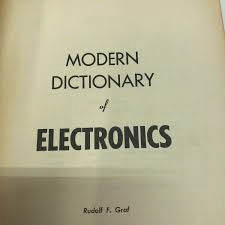 MODERN
DICTIONARY
of
ELECTRONICS
Rudolf F. Graf